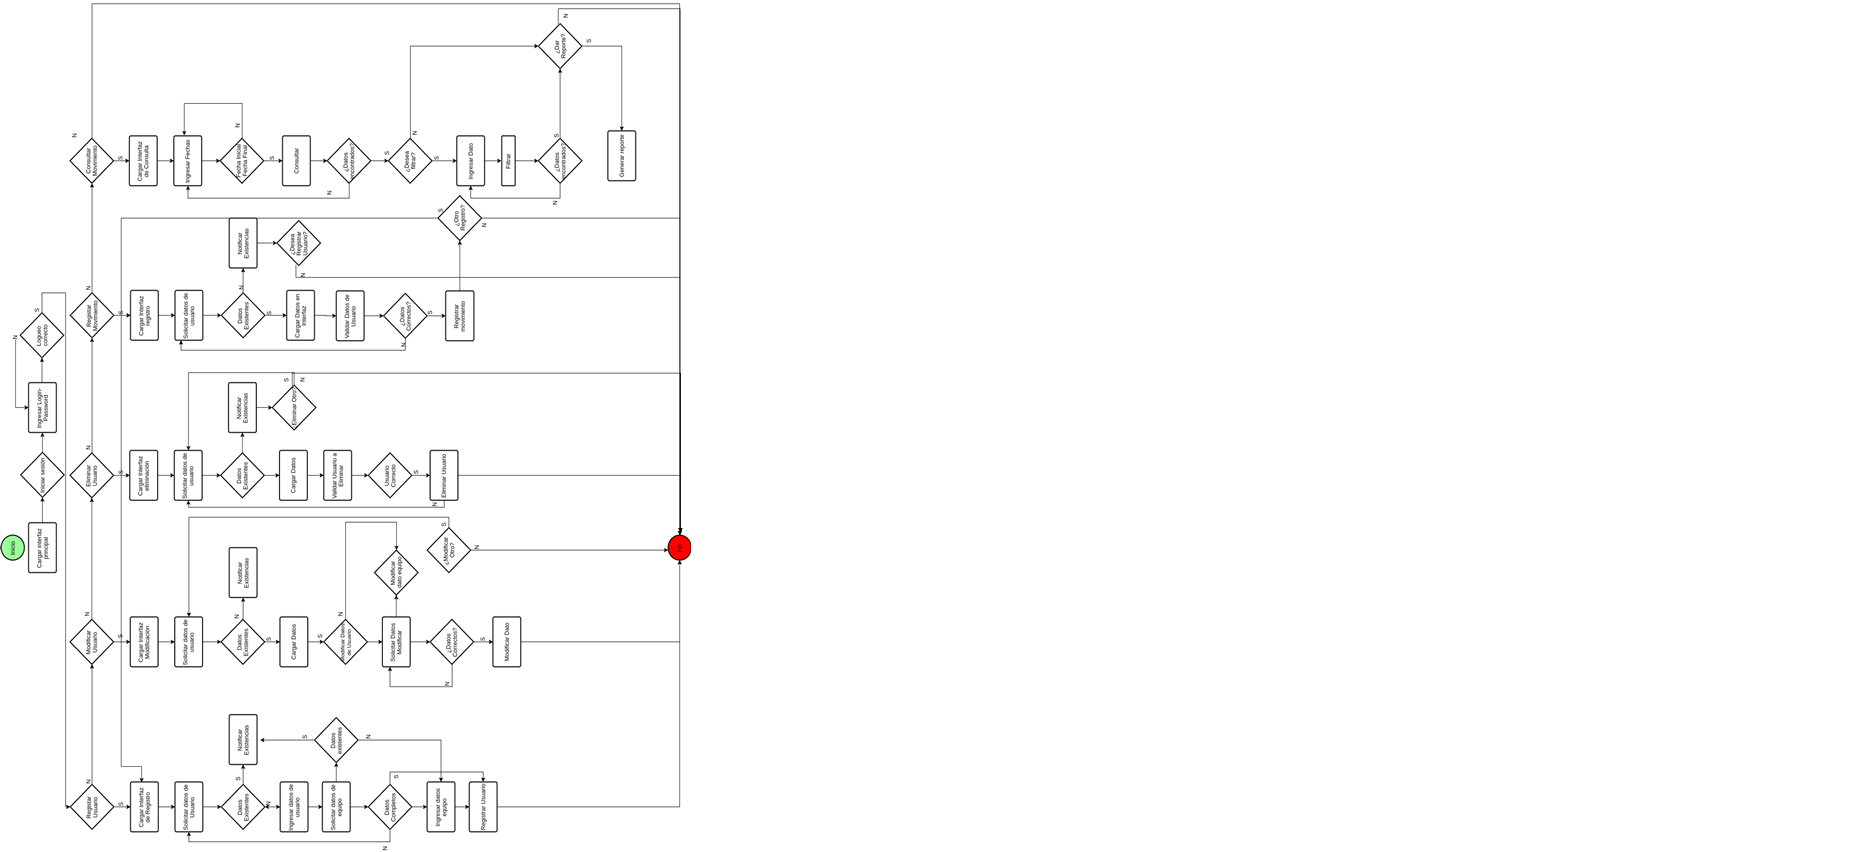 Inicio
Cargar interfaz
principal
Iniciar sesión
Ingresar Login-
Password
Logueo
correcto
N
S
Registar
Usuario
N
S
Cargar Interfaz
de Registro
Solicitar datos de
Usuario
Datos
Existentes
S
N
Notificar
Existencias
Ingresar datos de
usuario
Solicitar datos de
equipo
Datos
existentes
S
N
Datos
Completos
S
N
Ingresar datos
equipo
Registrar Usuario
Modificar
Usuario
N
S
Cargar Interfaz
Modificación
Solicitar datos de
usuario
Datos
Existentes
N
S
Notificar
Existencias
Cargar Datos
S
Modificar Datos
de Usuario
N
Solicitar Datos
Modificar
Modificar
dato equipo
¿Datos
Correctos?
N
S
Modificar Dato
¿Modificar
Otro?
S
N
Eliminar
Usuario
N
S
Cargar Interfaz
eliminación
Solicitar datos de
usuario
Datos
Existentes
Notificar
Existencias
Eliminar Otro
S
N
Cargar Datos
Validar Usuario a
Eliminar
Usuario
Correcto
S
Eliminar Usuario
N
Registar
Movimiento
N
S
Cargar Interfaz
registro
Solicitar datos de
usuario
Datos
Existentes
N
S
Notificar
Existencias
¿Desea
Registrar
Usuario?
N
Cargar Datos en
Interfaz
Validar Datos de
Usuario
¿Datos
Correctos?
N
S
Registrar
movimiento
¿Otro
Registro?
S
N
Consultar
Movimiento
N
S
Cargar Interfaz
de Consulta
Ingresar Fechas
Fecha Inicial
Fecha Final
N
S
Consultar
¿Datos
encontrados?
N
S
¿Desea
filtrar?
N
S
Ingresar Dato
Filtrar
¿Datos
encontrados?
S
N
¿Dar
Reporte?
N
S
Generar reporte